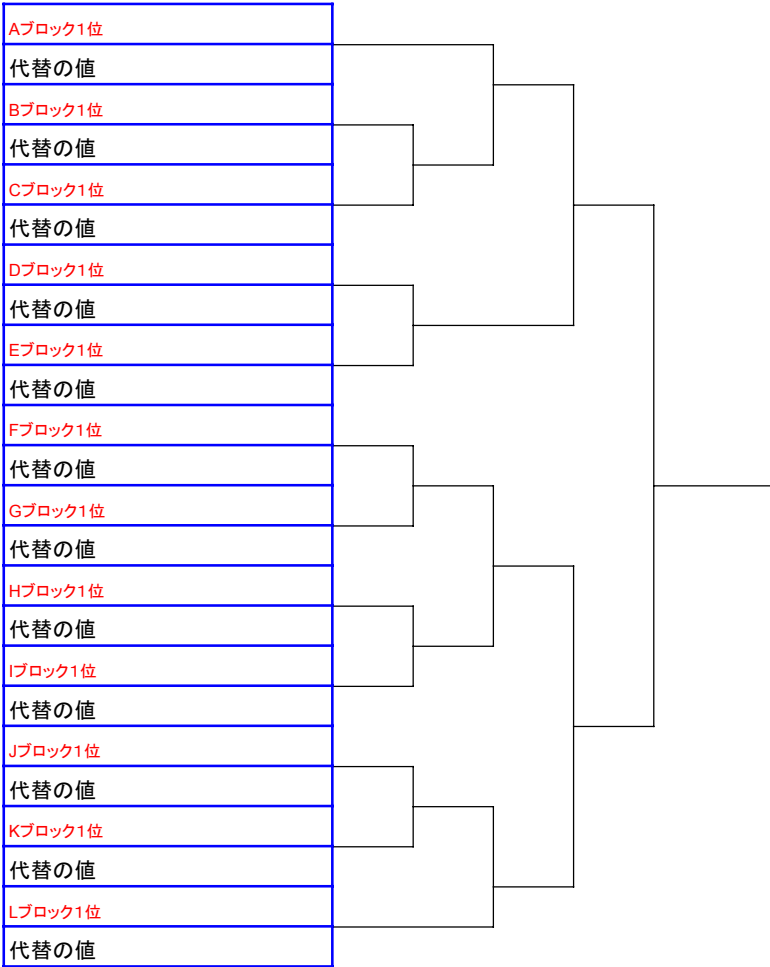 Aブロック1位
代替の値
Bブロック1位
代替の値
Cブロック1位
代替の値
Dブロック1位
代替の値
Eブロック1位
代替の値
Fブロック1位
代替の値
Gブロック1位
代替の値
Hブロック1位
代替の値
Iブロック1位
代替の値
Jブロック1位
代替の値
Kブロック1位
代替の値
Lブロック1位
代替の値